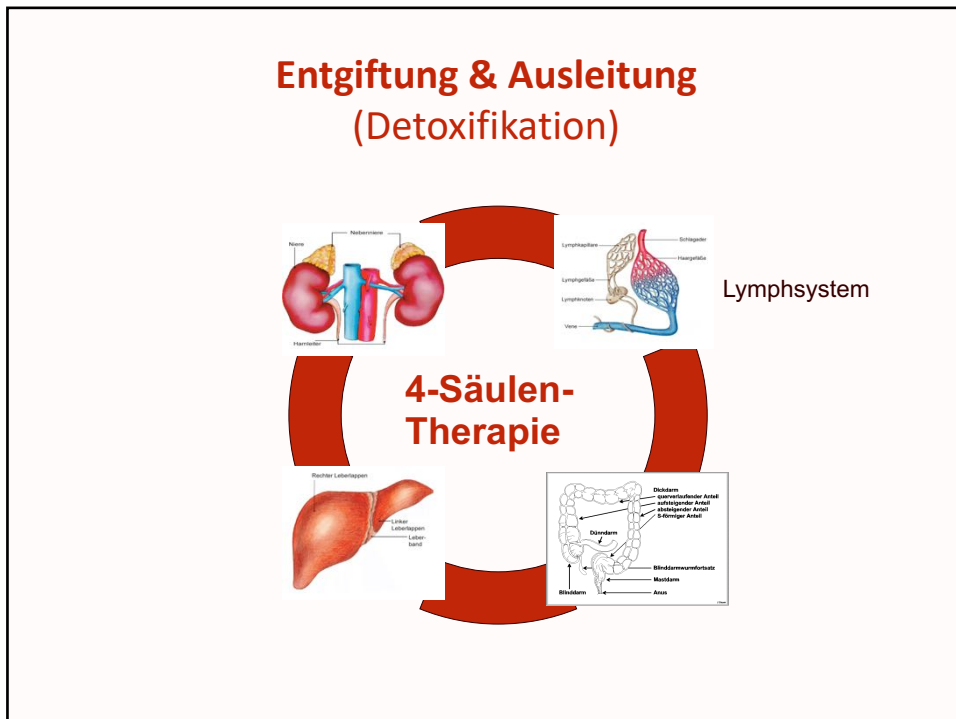 Entgiftung & Ausleitung
(Detoxifikation)
Niere
Nebenniere
Harnleiter
Lymphkapillare
Schlagader
Haargefäße
Lymphgefäße
Lymphknoten
Vene
Lymphsystem
4-Säulen-
Therapie
Rechter Leberlappen
Linker
Leberlappen
Leber-
band
Dickdarm
querverlaufender Anteil
aufsteigender Anteil
absteigender Anteil
S-förmiger Anteil
Dünndarm
Blinddarmwurmfortsatz
Mastdarm
Blinddarm
Anus